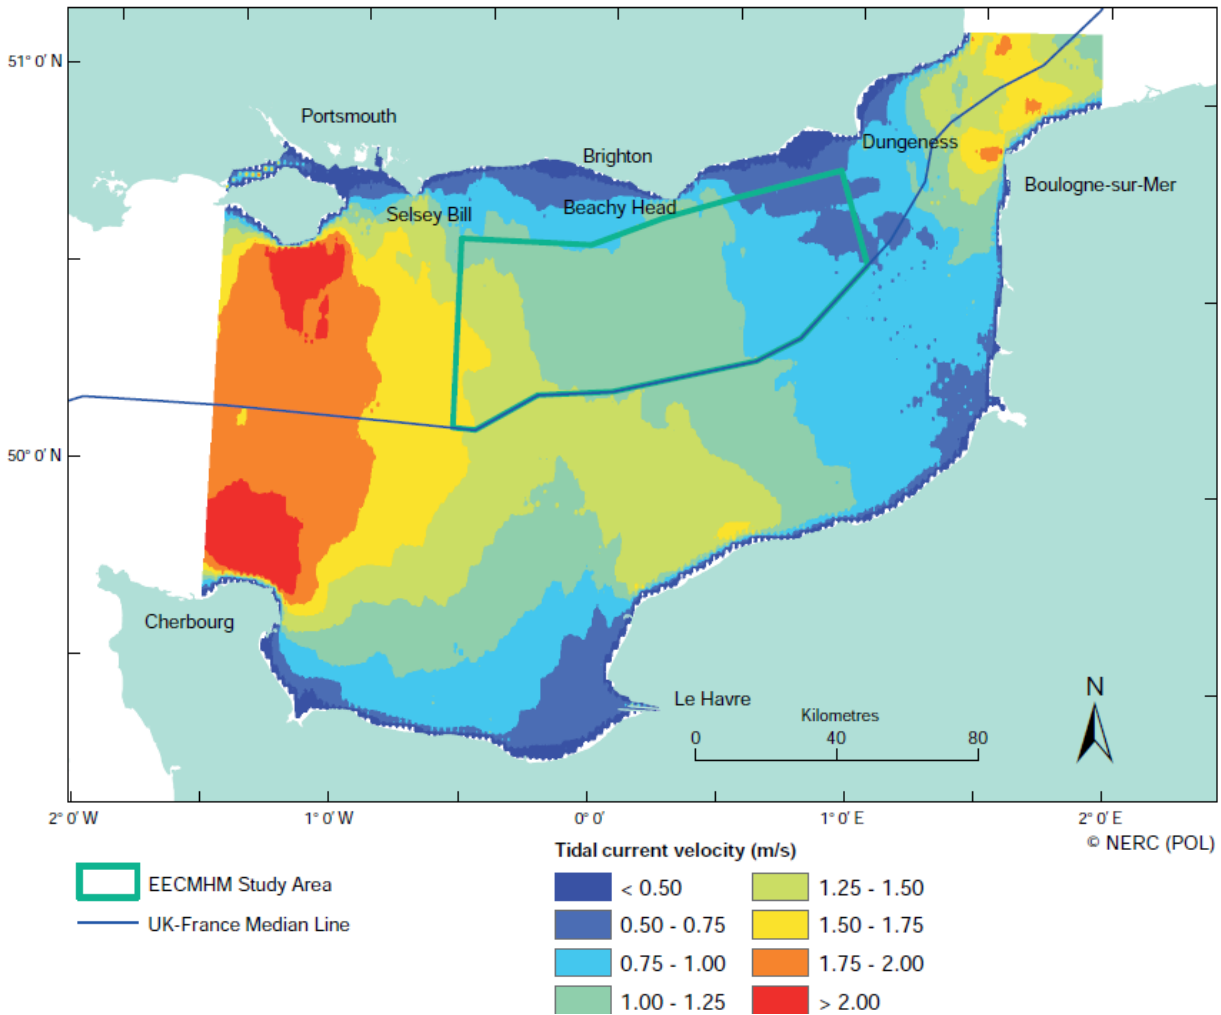 51° 0' N
Portsmouth
Brighton
Dungeness
Boulogne-sur-Mer
Selsey Bill
Beachy Head
50° 0' N
Cherbourg
Le Havre
N
Kilometres
0 40 80
2° 0' W 1° 0' W 0° 0' 1° 0' E 2° 0' E
© NERC (POL)
Tidal current velocity (m/s)
EECMHM Study Area
UK-France Median Line
< 0.50
0.50 - 0.75
0.75 - 1.00
1.00 - 1.25
1.25 - 1.50
1.50 - 1.75
1.75 - 2.00
> 2.00